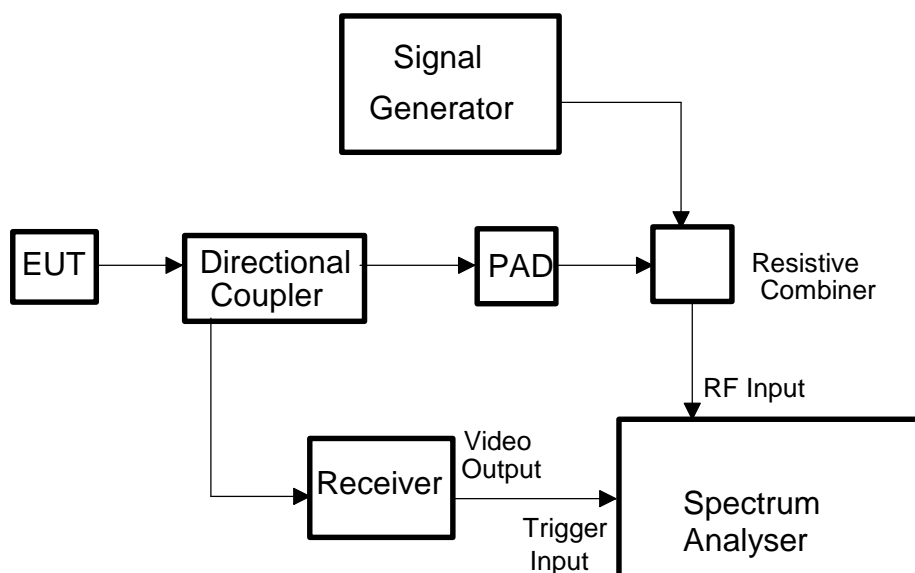 Signal
Generator
EUT
Directional
Coupler
PAD
Resistive
Combiner
RF Input
Receiver
Video
Output
Trigger
Input
Spectrum
Analyser